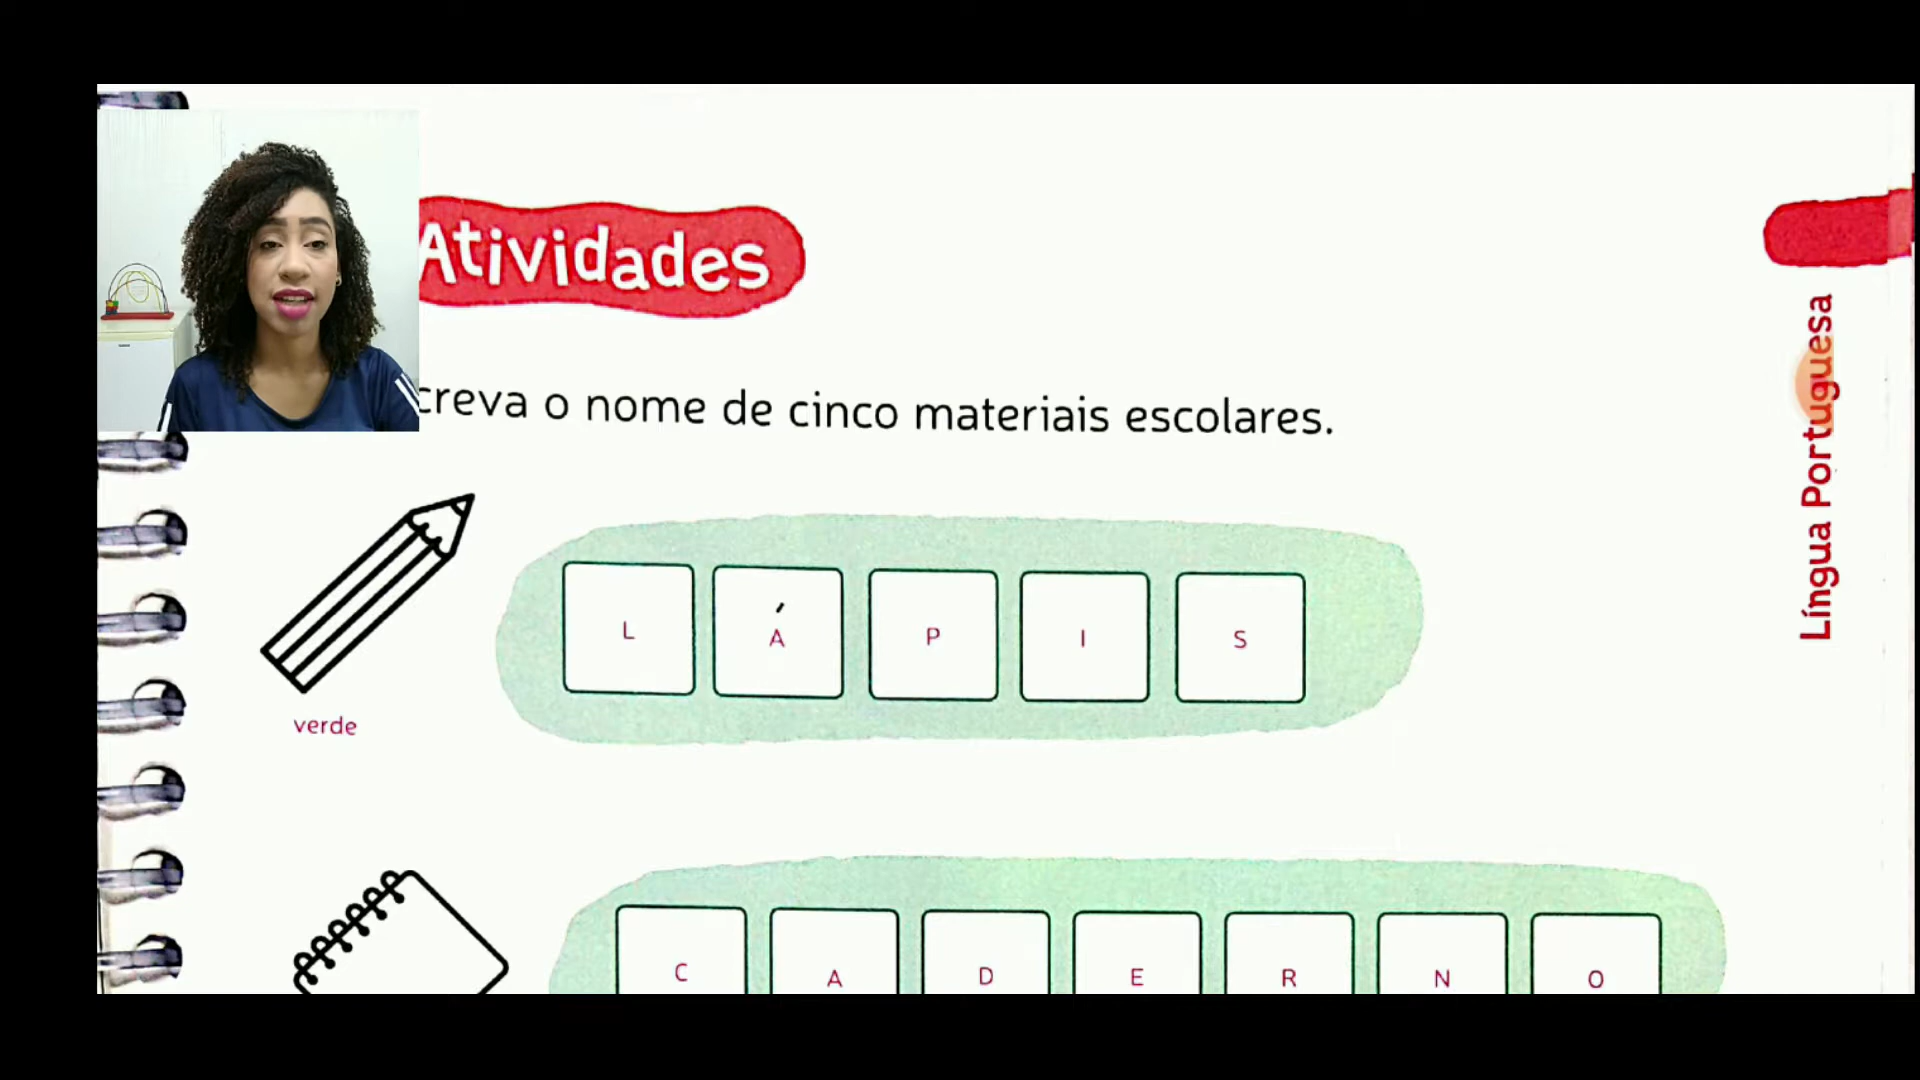 Atividades
creva o nome de cinco materiais escolares.
L Á P I S
verde
C A D E R N O
Língua Portuguesa